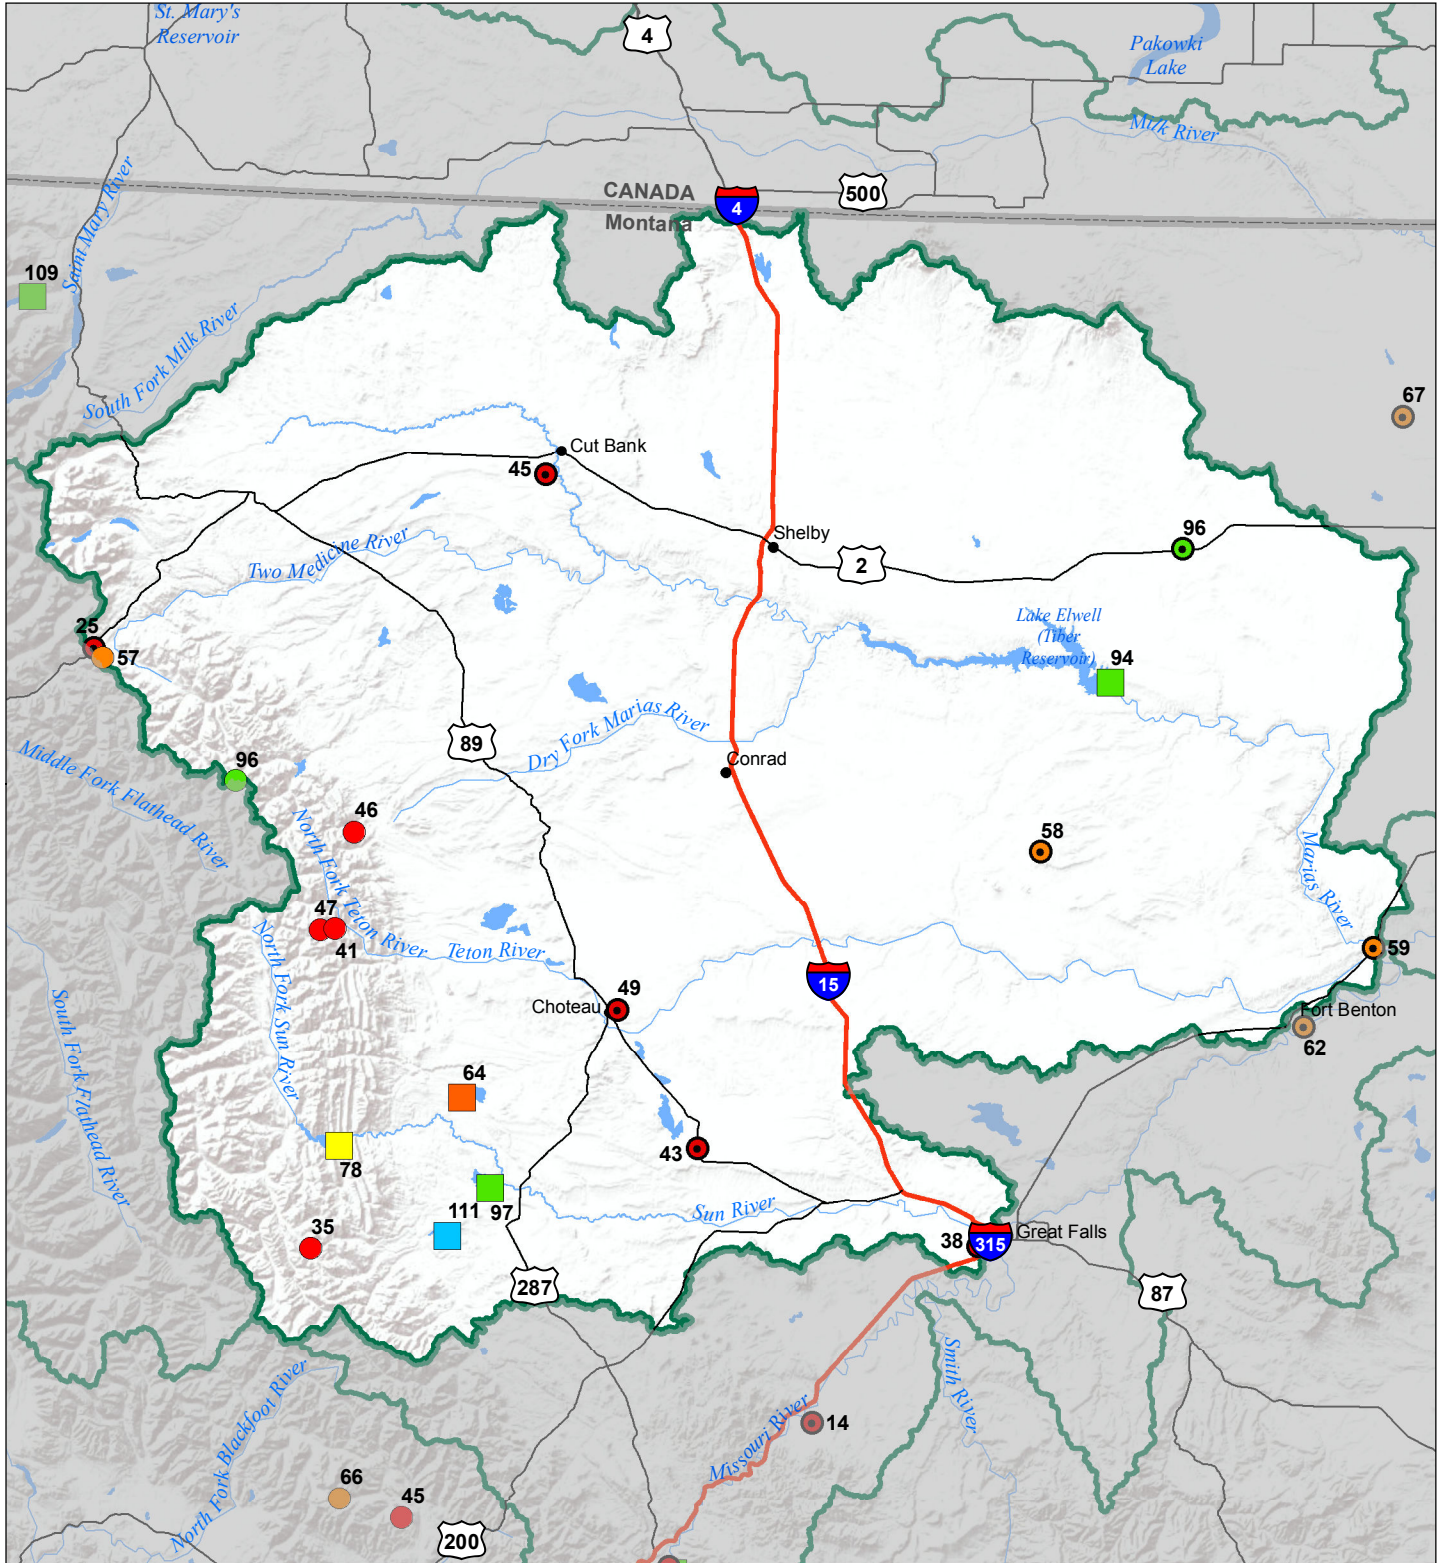 St. Mary's
Reservoir
4
Pakowki
Lake
Milk River
CANADA
Montana
4
500
109
Saint Mary River
South Fork Milk River
67
Cut Bank
45
Shelby
96
2
Two Medicine River
Lake Elwell
(Tiber
Reservoir)
94
25
57
Dry Fork Marias River
89
Conrad
Middle Fork Flathead River
96
46
58
Marias River
North Fork Teton River
47
41
Teton River
North Fork Sun River
59
15
49
Choteau
Fort Benton
62
South Fork Flathead River
64
78
43
97
111
Sun River
35
38
315
Great Falls
287
87
Smith River
Missouri River
14
North Fork Blackfoot River
66
45
200